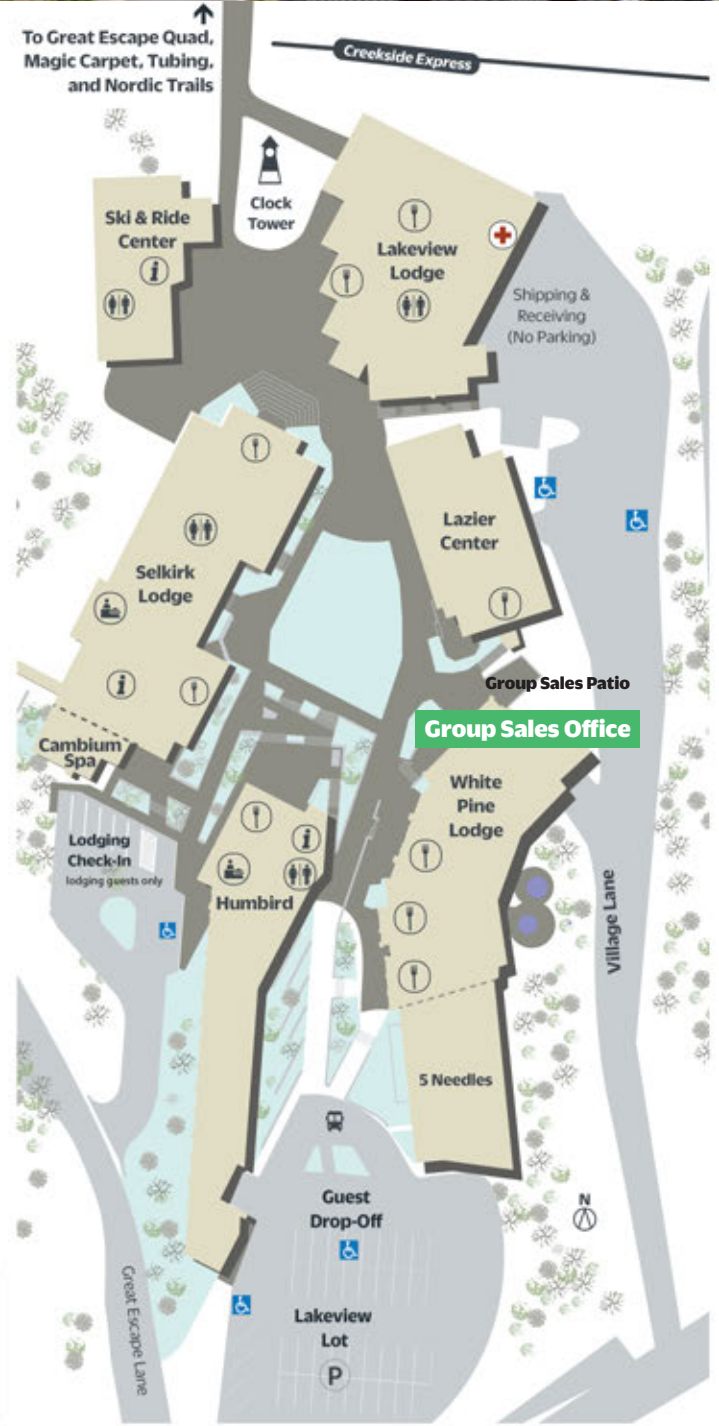 To Great Escape Quad,
Magic Carpet, Tubing,
and Nordic Trails
Creekside Express
Clock
Tower
Ski & Ride
Center
Lakeview
Lodge
Shipping &
Receiving
(No Parking)
Lazier
Center
Selkirk
Lodge
Group Sales Patio
Group Sales Office
Cambium
Spa
White
Pine
Lodge
Lodging
Check-In
lodging guests only
Humbird
Village Lane
5 Needles
Guest
Drop-Off
N
Great Escape Lane
Lakeview
Lot
P